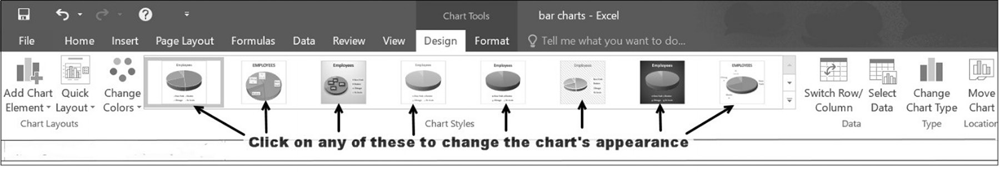 Chart Tools
bar charts - Excel
File Home Insert Page Layout Formulas Data Review View Design Format Tell me what you want to do...
Employees
EMPLOYEES
Employees
Employees
Employees
Employees
Employees
EMPLOYEES
Add Chart
Element
Quick
Layout
Change
Colors
Switch Row/
Column
Select
Data
Change
Chart Type
Move
Chart
Chart Layouts
Chart Styles
Data
Type
Location
Click on any of these to change the chart's appearance